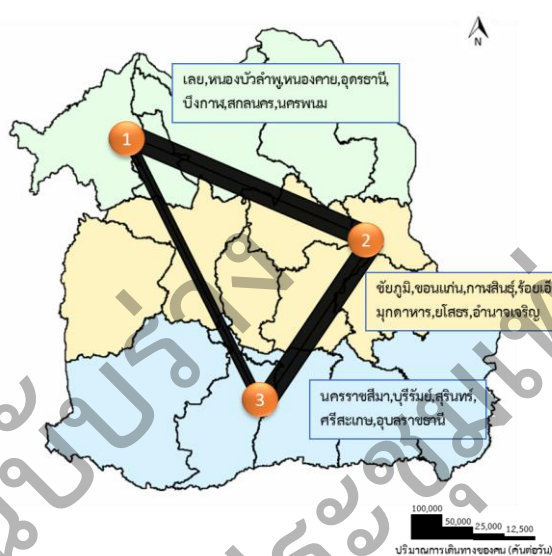 N
เลย,หนองบัวลำพู,หนองคาย,อุดรธานี,
บึงกาฬ,สกลนคร,นครพนม
1
2
ชัยภูมิ,ขอนแก่น,กาฬสินธุ์,ร้อยเอ็
มุกดาหาร,ยโสธร,อำนาจเจริญ
3
นครราชสีมา,บุรีรัมย์,สุรินทร์,
ศรีสะเกษ,อุบลราชธานี
100,000
50,000 25,000 12,500
ปริมาณการเดินทางของคน (คันต่อวัน)